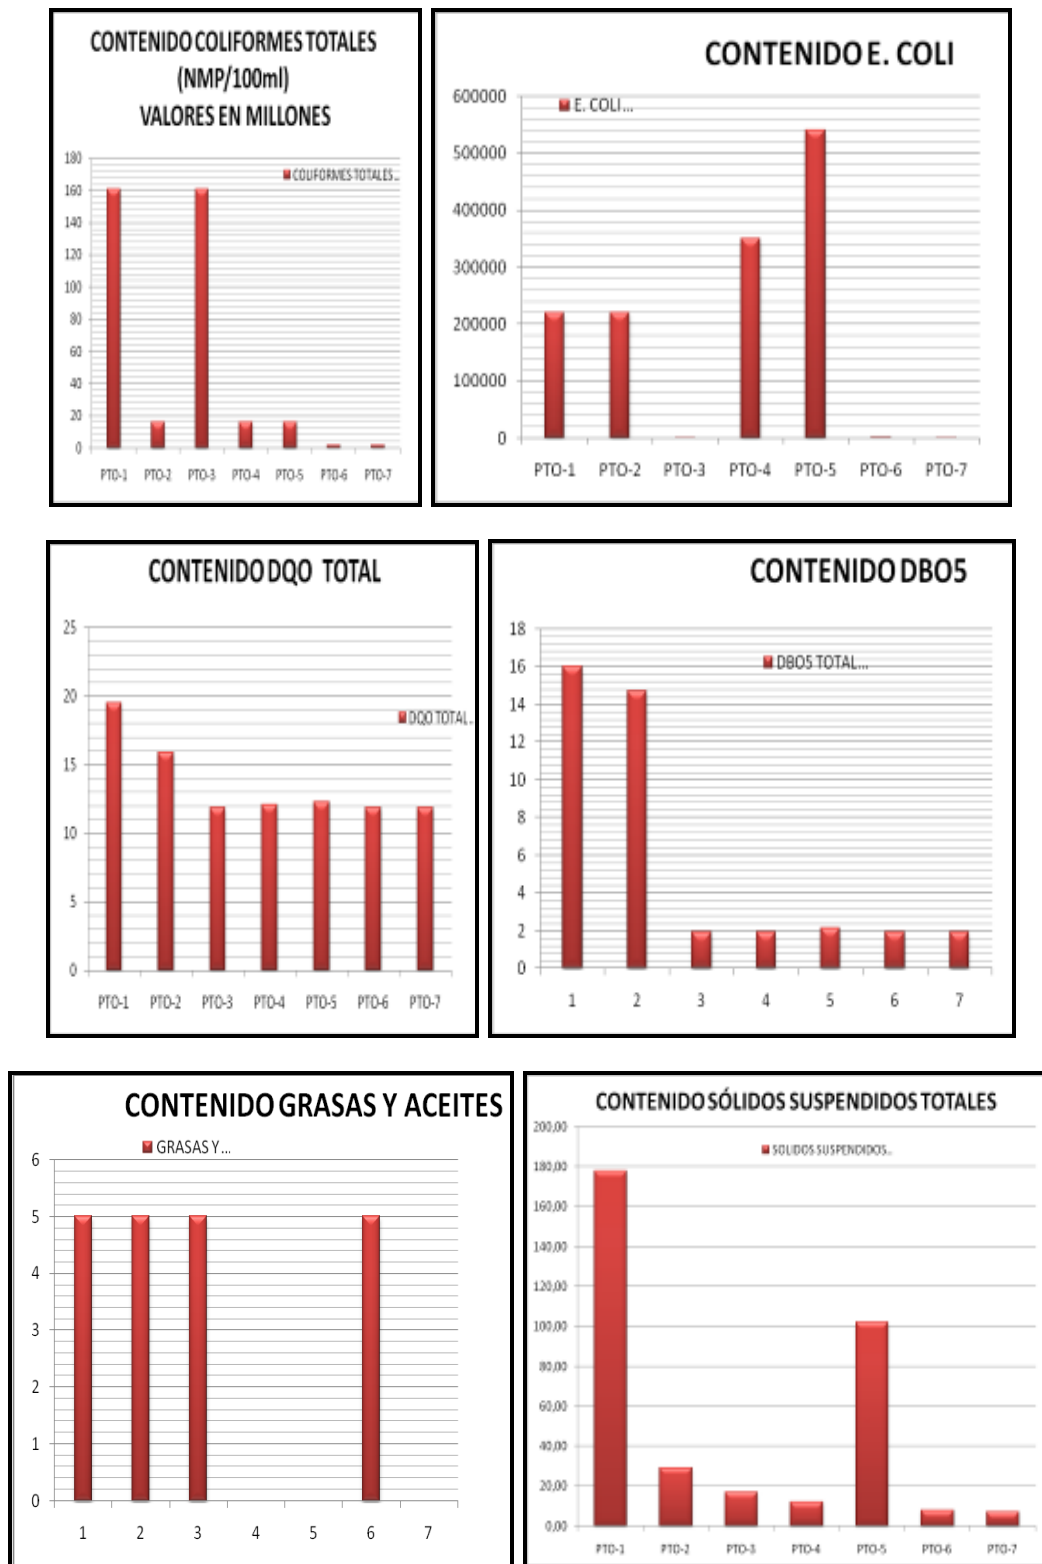 CONTENIDO COLIFORMES TOTALES
(NMP/100ml)
VALORES EN MILLONES
COLIFORMES TOTALES...
180
160
140
120
100
80
60
40
20
0
PTO-1 PTO-2 PTO-3 PTO-4 PTO-5 PTO-6 PTO-7
CONTENIDO E. COLI
E. COLI...
600000
500000
400000
300000
200000
100000
0
PTO-1 PTO-2 PTO-3 PTO-4 PTO-5 PTO-6 PTO-7
CONTENIDO DQO TOTAL
DQO TOTAL...
25
20
15
10
5
0
PTO-1 PTO-2 PTO-3 PTO-4 PTO-5 PTO-6 PTO-7
CONTENIDO DBO5
DBO5 TOTAL...
18
16
14
12
10
8
6
4
2
0
1 2 3 4 5 6 7
CONTENIDO GRASAS Y ACEITES
GRASAS Y...
6
5
4
3
2
1
0
1 2 3 4 5 6 7
CONTENIDO SÓLIDOS SUSPENDIDOS TOTALES
SOLIDOS SUSPENDIDOS...
200,00
180,00
160,00
140,00
120,00
100,00
80,00
60,00
40,00
20,00
0,00
PTO-1 PTO-2 PTO-3 PTO-4 PTO-5 PTO-6 PTO-7